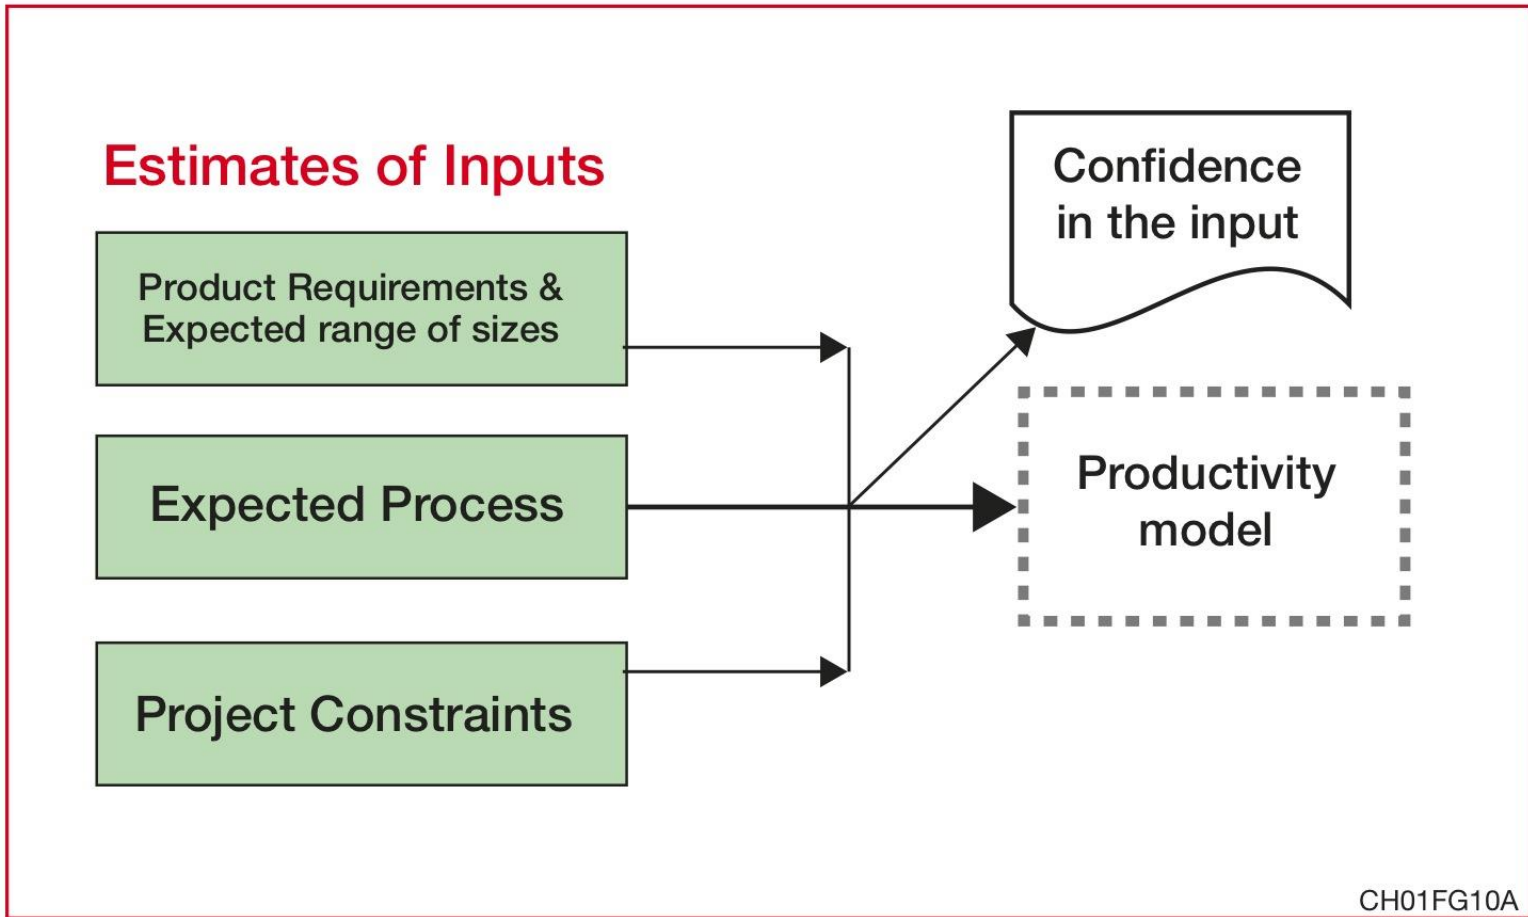 Estimates of Inputs
Product Requirements &
Expected range of sizes
Expected Process
Project Constraints
Confidence
in the input
Productivity
model
CH01FG10A